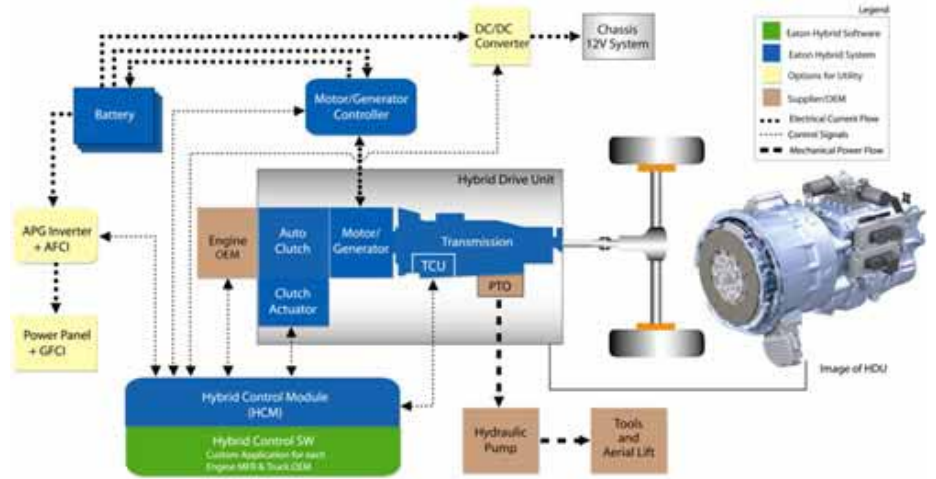 DC/DC
Converter
Chassis
12V System
Legend
Eaton Hybrid Software
Eaton Hybrid System
Options for Utility
Supplier/OEM
Electrical Current Flow
Control Signals
Mechanical Power Flow
Battery
Motor/Generator
Controller
Hybrid Drive Unit
APG Inverter
+ AFCI
Engine
OEM
Auto
Clutch
Motor/
Generator
Transmission
TCU
PTO
Clutch
Actuator
Power Panel
+ GFCI
Image of HDU
Hybrid Control Module
(HCM)
Hybrid Control SW
Custom Application for each
Engine MFR & Truck OEM
Hydraulic
Pump
Tools
and
Aerial Lift